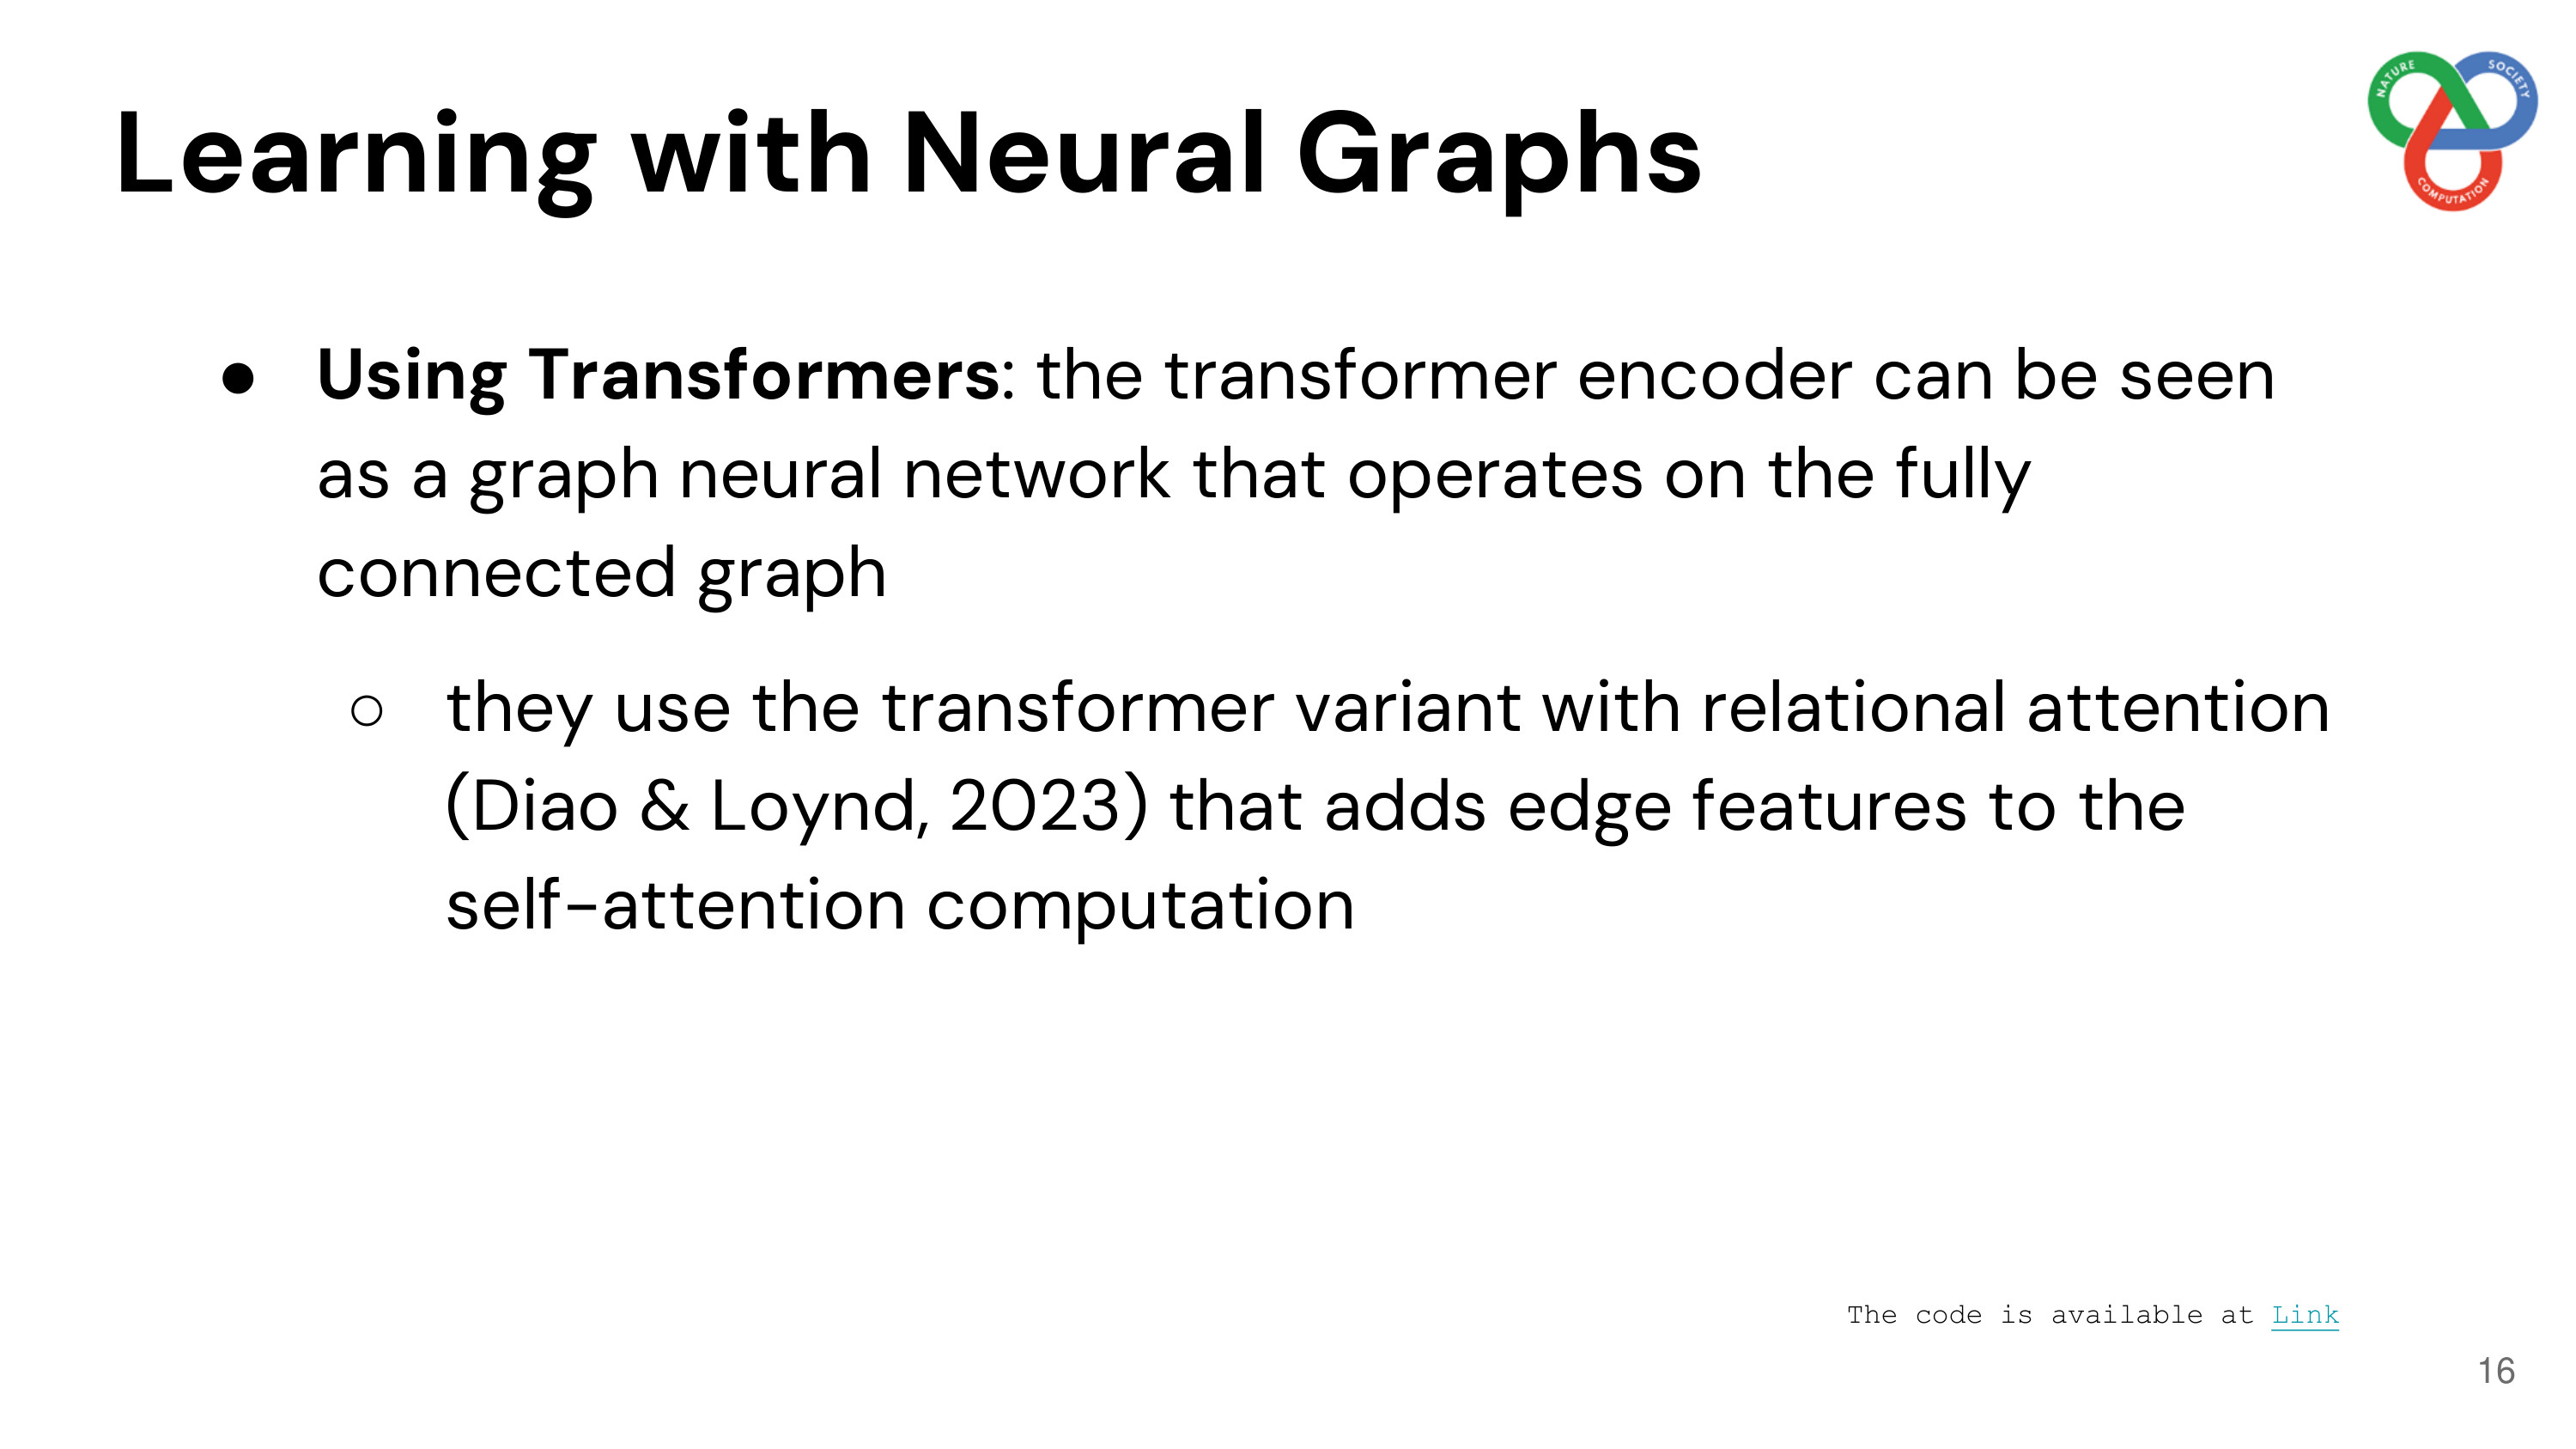 Learning with Neural Graphs
NATURE
SOCIETY
COMPUTATION
● Using Transformers: the transformer encoder can be seen
as a graph neural network that operates on the fully
connected graph
○ they use the transformer variant with relational attention
(Diao & Loynd, 2023) that adds edge features to the
self-attention computation
The code is available at Link
16